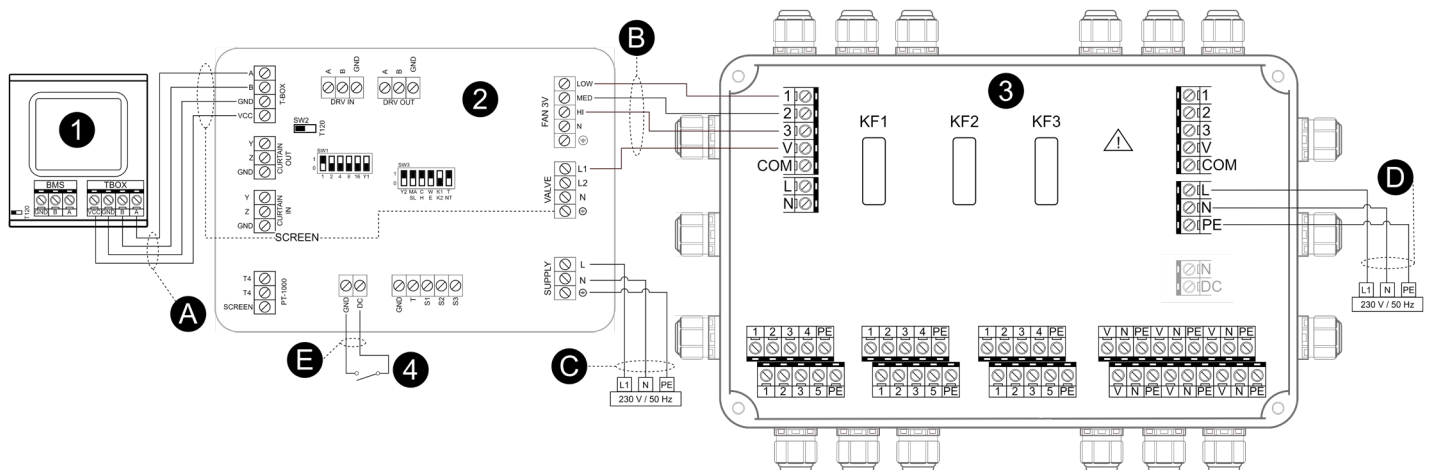 1
BMS TBOX
GND B A VCC GND B A
T120
A
2
A
B
GND
VCC
T-BOX
A B GND
DRV IN
A B GND
DRV OUT
SW2
T120
Y
Z
GND
CURTAIN
OUT
SW1
1
0
1 2 4 8 16 Y1
SW3
1
0
Y2 MA C W K1 T
SL H E K2 NT
Y
Z
GND
CURTAIN
IN
SCREEN
T4
T4
SCREEN
PT-1000
GND DC
GND T S1 S2 S3
E
4
FAN 3V
LOW
MED
HI
N
VALVE
L1
L2
N
SUPPLY
L
N
B
C
L1 N PE
230 V / 50 Hz
3
1
2
3
V
COM
L
N
KF1 KF2 KF3
1
2
3
V
COM
L
N
PE
N
DC
D
L1 N PE
230 V / 50 Hz
1 2 3 4 PE 1 2 3 4 PE 1 2 3 4 PE V N PE V N PE V N PE
1 2 3 5 PE 1 2 3 5 PE 1 2 3 5 PE V N PE V N PE V N PE